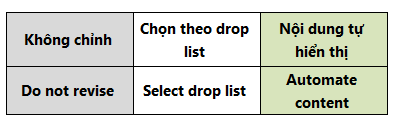 Không chỉnh
Chọn theo drop
list
Nội dung tự
hiển thị
Do not revise
Select drop list
Automate
content